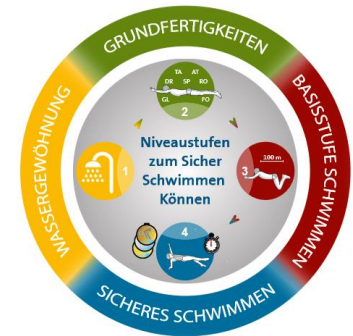 GRUNDFERTIGKEITEN
TA AT
DR SP RO
GL FO
2
WASSERGEWÖHNUNG
1
Niveaustufen
zum Sicher
Schwimmen
Können
100 m
3
BASISSTUFE SCHWIMMEN
4
SICHERES SCHWIMMEN